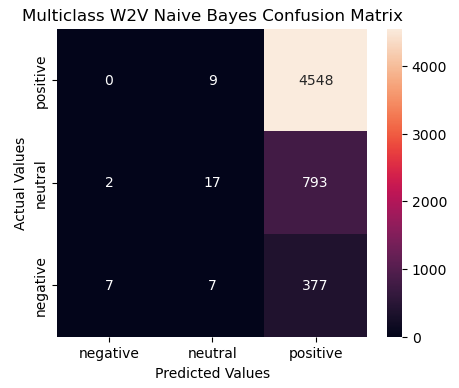 Multiclass W2V Naive Bayes Confusion Matrix
positive
0 9 4548
neutral
2 17 793
negative
7 7 377
Actual Values
negative neutral positive
Predicted Values
4000
3000
2000
1000
0